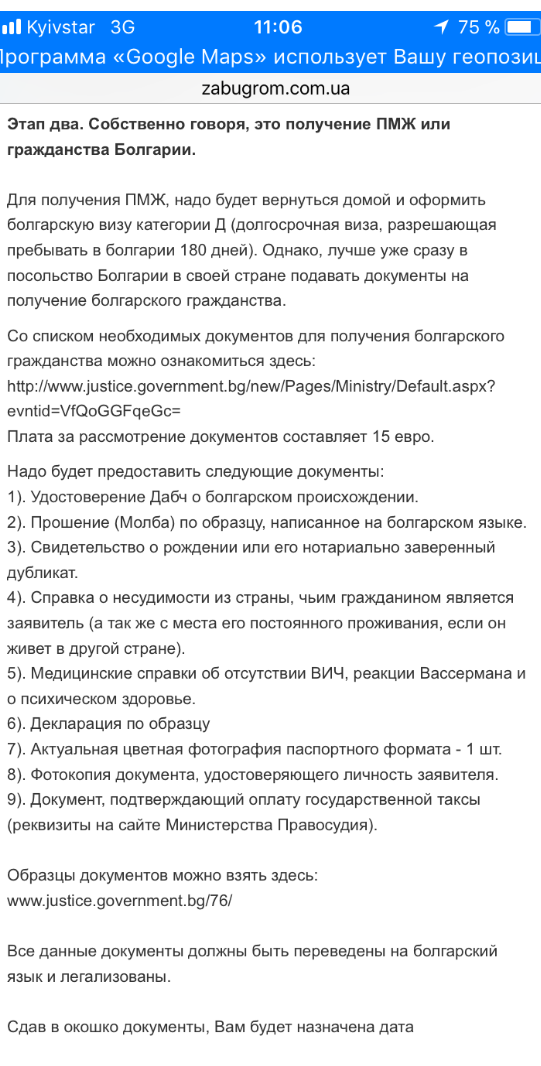 Kyivstar 3G 11:06 75 %
Программа «Google Maps» использует Вашу геопозиц
zabugrom.com.ua
Этап два. Собственно говоря, это получение ПМЖ или
гражданства Болгарии.
Для получения ПМЖ, надо будет вернуться домой и оформить
болгарскую визу категории Д (долгосрочная виза, разрешающая
пребывать в болгарии 180 дней). Однако, лучше уже сразу в
посольство Болгарии в своей стране подавать документы на
получение болгарского гражданства.
Со списком необходимых документов для получения болгарского
гражданства можно ознакомиться здесь:
http://www.justice.government.bg/new/Pages/Ministry/Default.aspx?
evntid=VfQoGGFqeGc=
Плата за рассмотрение документов составляет 15 евро.
Надо будет предоставить следующие документы:
1). Удостоверение Дабч о болгарском происхождении.
2). Прошение (Молба) по образцу, написанное на болгарском языке.
3). Свидетельство о рождении или его нотариально заверенный
дубликат.
4). Справка о несудимости из страны, чьим гражданином является
заявитель (а так же с места его постоянного проживания, если он
живет в другой стране).
5). Медицинские справки об отсутствии ВИЧ, реакции Вассермана и
о психическом здоровье.
6). Декларация по образцу
7). Актуальная цветная фотография паспортного формата - 1 шт.
8). Фотокопия документа, удостоверяющего личность заявителя.
9). Документ, подтверждающий оплату государственной таксы
(реквизиты на сайте Министерства Правосудия).
Образцы документов можно взять здесь:
www.justice.government.bg/76/
Все данные документы должны быть переведены на болгарский
язык и легализованы.
Сдав в окошко документы, Вам будет назначена дата